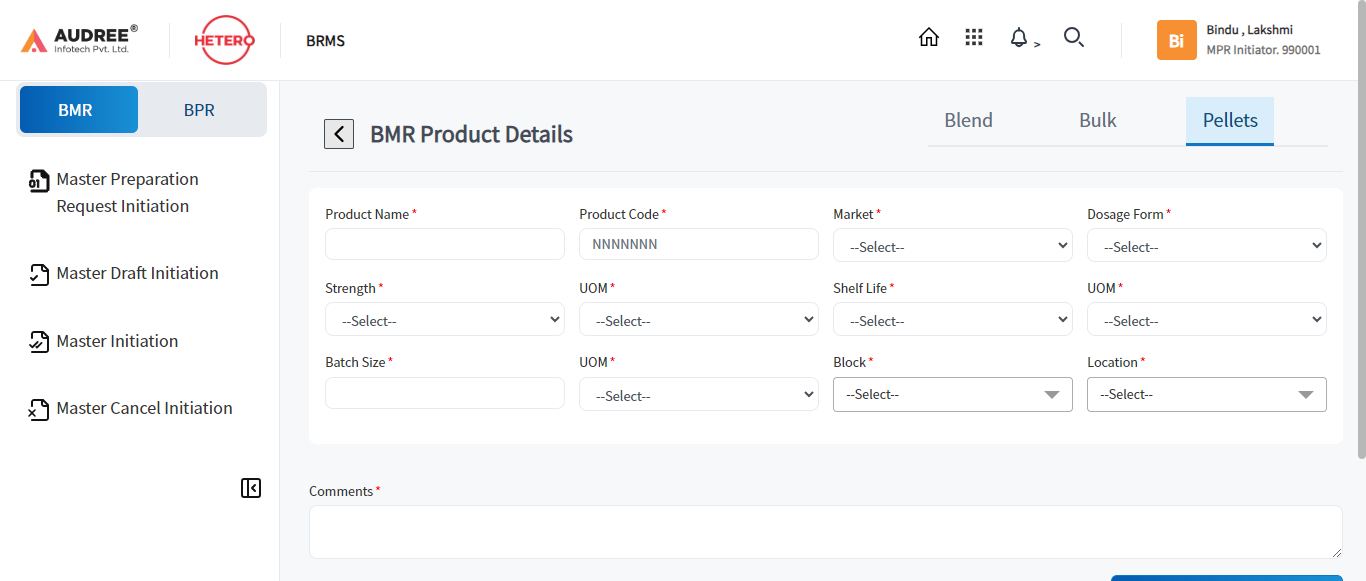 AUDREE®
Infotech Pvt. Ltd.
HETERO
BRMS
>
Bi
Bindu , Lakshmi
MPR Initiator. 990001
BMR
BPR
Master Preparation
Request Initiation
Master Draft Initiation
Master Initiation
Master Cancel Initiation
BMR Product Details
Blend
Bulk
Pellets
Product Name *
Product Code *
NNNNNNN
Market *
--Select--
Dosage Form *
--Select--
Strength *
--Select--
UOM *
--Select--
Shelf Life *
--Select--
UOM *
--Select--
Batch Size *
UOM *
--Select--
Block *
--Select--
Location *
--Select--
Comments *